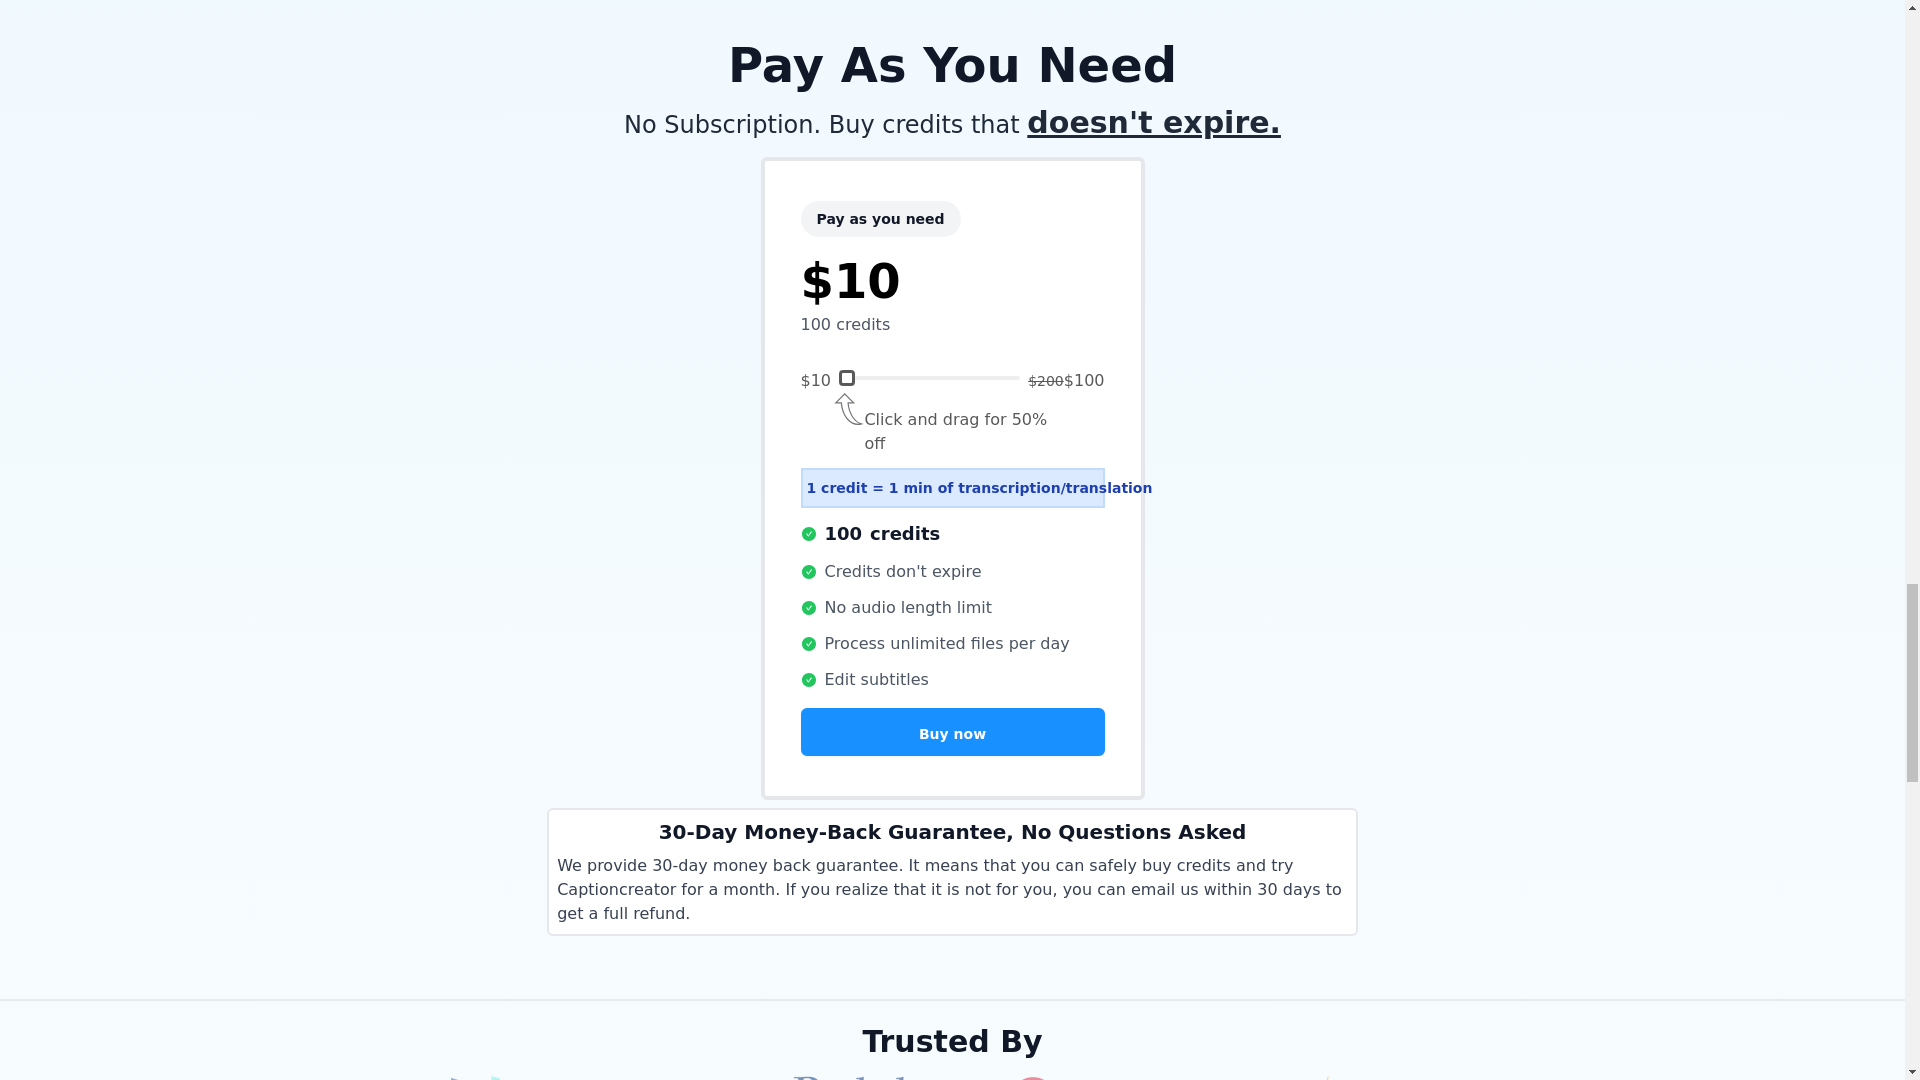 Pay As You Need
No Subscription. Buy credits that doesn't expire.
Pay as you need
$10
100 credits
$10 $200$100
Click and drag for 50%
off
1 credit = 1 min of transcription/translation
100 credits
Credits don't expire
No audio length limit
Process unlimited files per day
Edit subtitles
Buy now
30-Day Money-Back Guarantee, No Questions Asked
We provide 30-day money back guarantee. It means that you can safely buy credits and try
Captioncreator for a month. If you realize that it is not for you, you can email us within 30 days to
get a full refund.
Trusted By